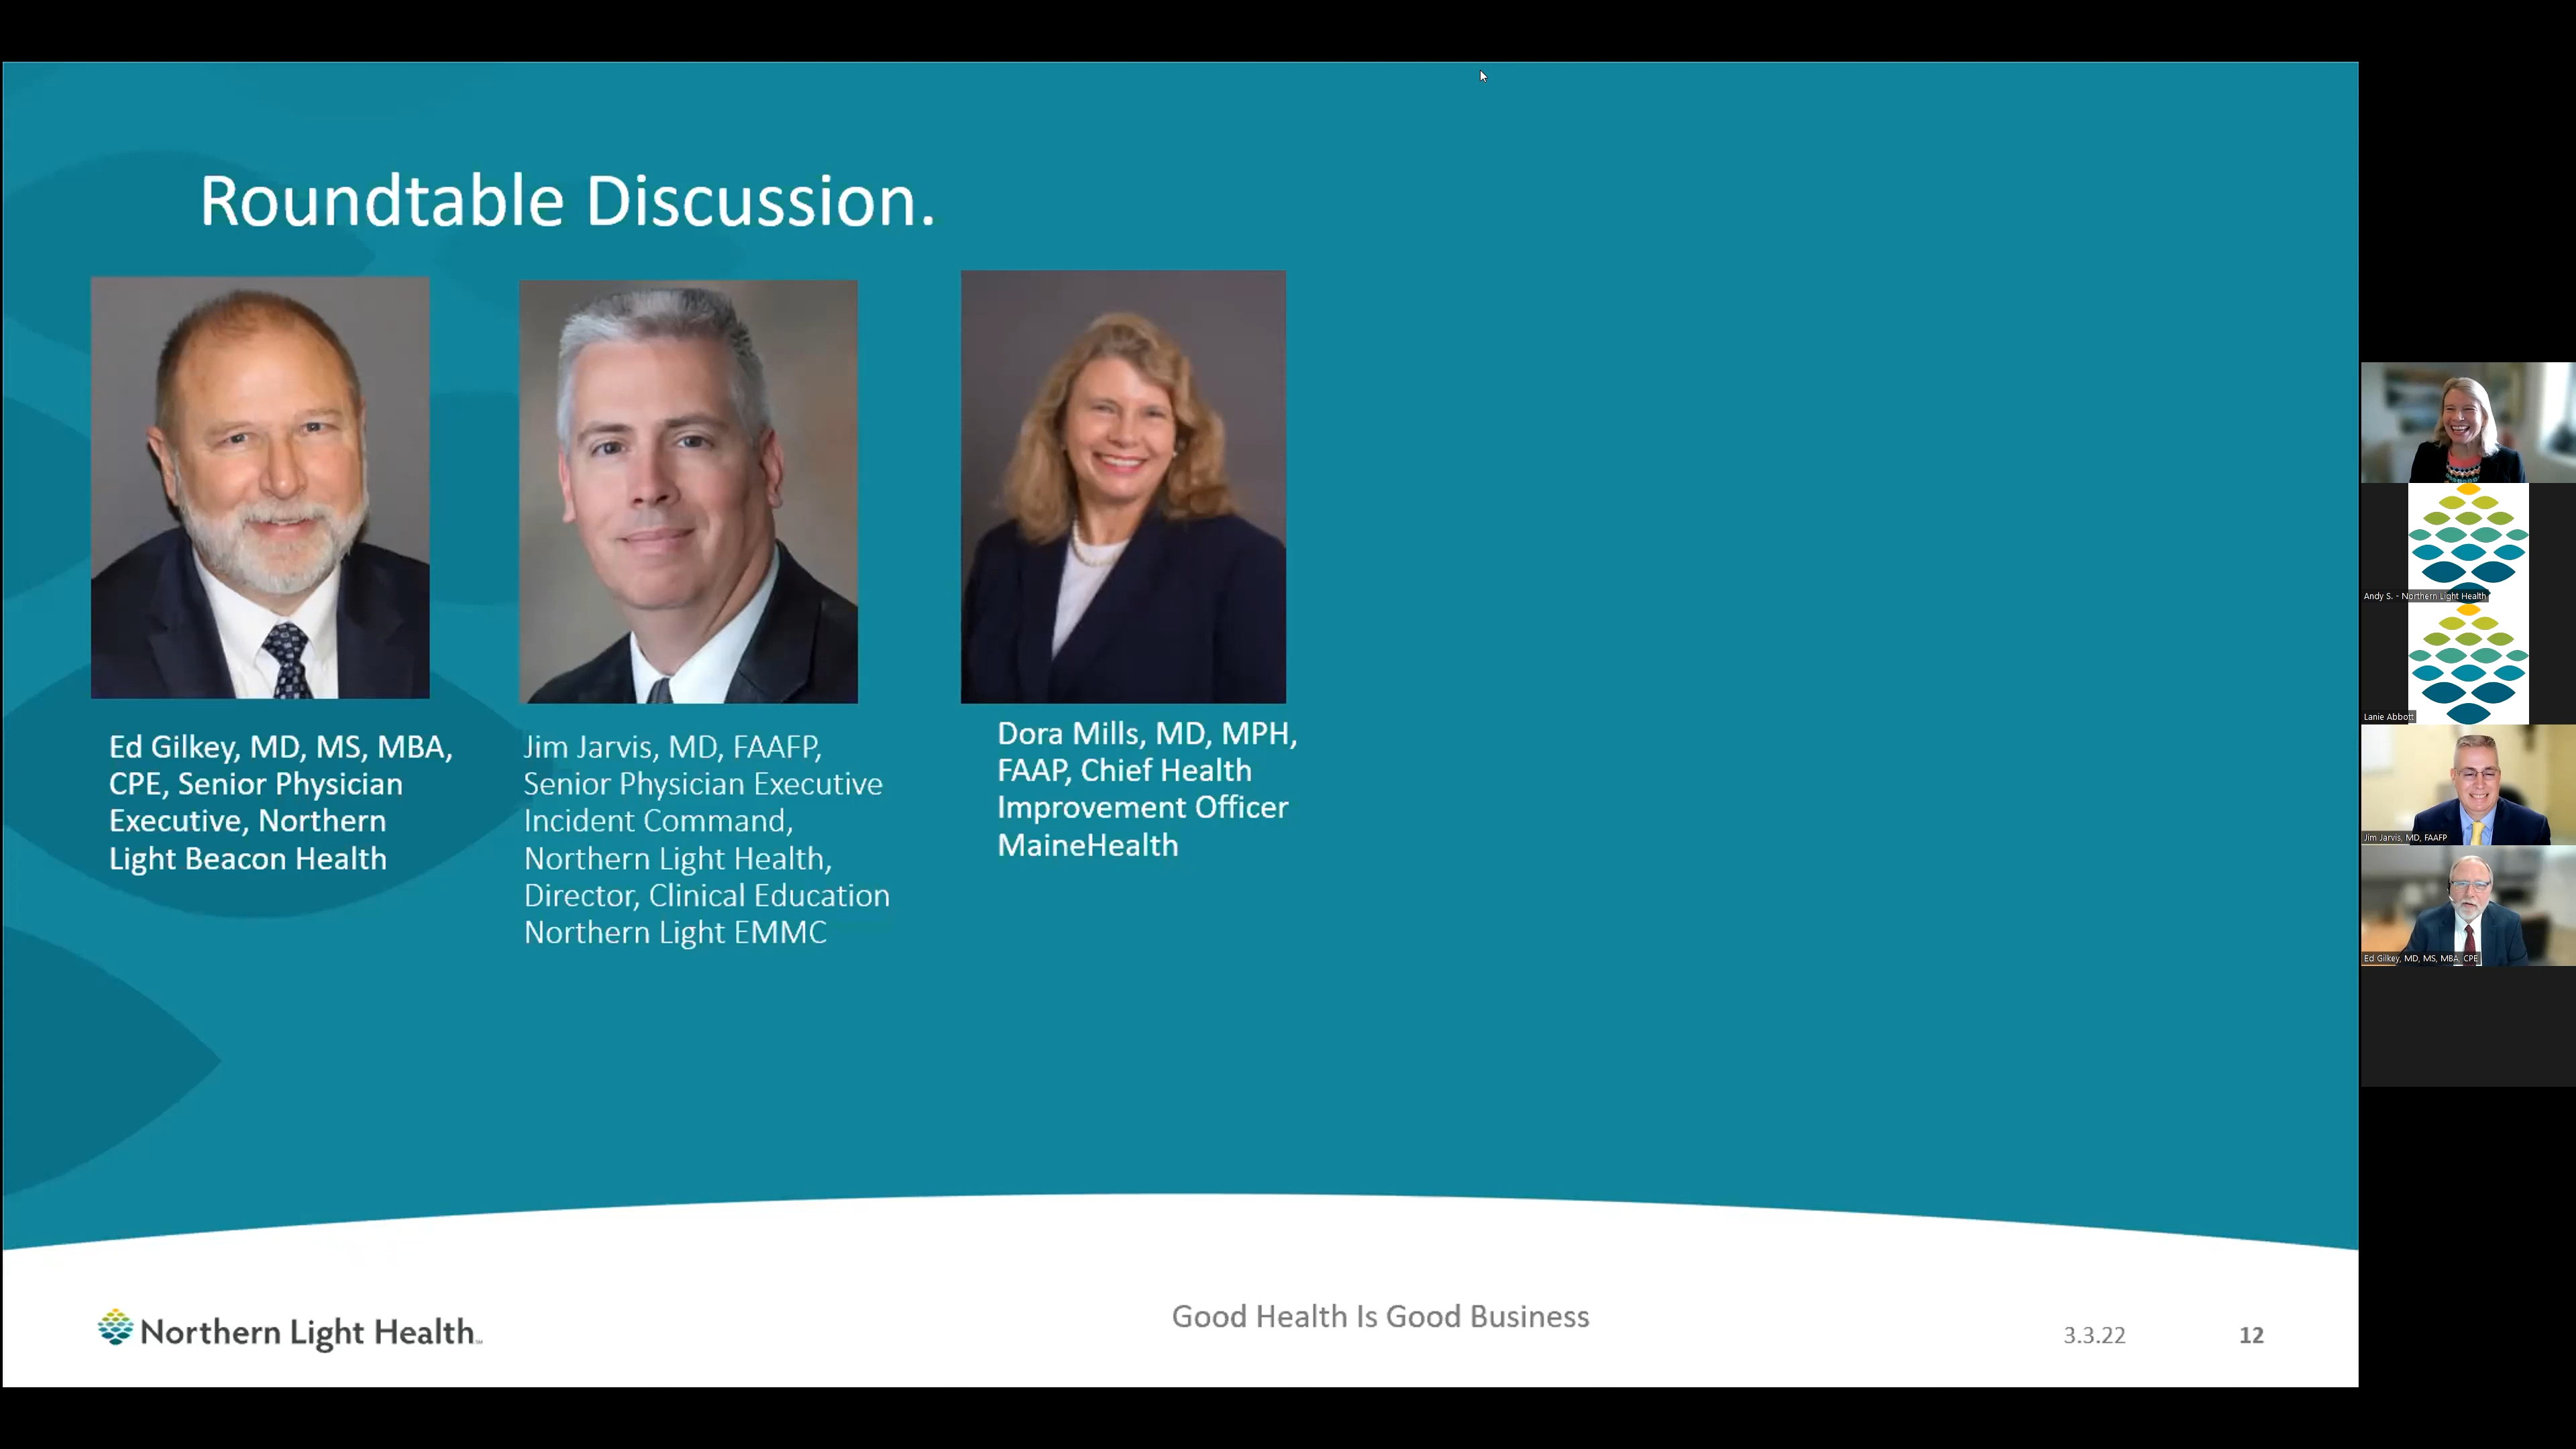 Roundtable Discussion.
Ed Gilkey, MD, MS, MBA,
CPE, Senior Physician
Executive, Northern
Light Beacon Health
Jim Jarvis, MD, FAAFP,
Senior Physician Executive
Incident Command,
Northern Light Health,
Director, Clinical Education
Northern Light EMMC
Dora Mills, MD, MPH,
FAAP, Chief Health
Improvement Officer
MaineHealth
Northern Light Health
Good Health Is Good Business
3.3.22
12
Andy S. - Northern Light Health
Lanie Abbott
Jim Jarvis, MD, FAAFP
Ed Gilkey, MD, MS, MBA, CPE